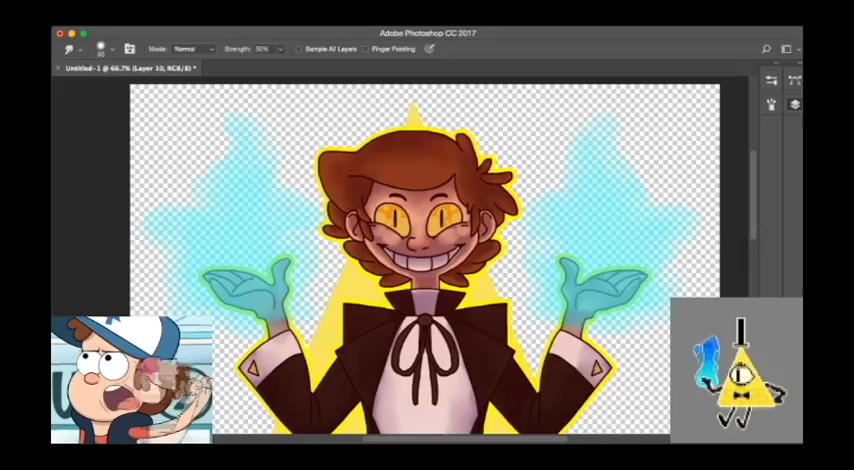 Adobe Photoshop CC 2017
60 Mode: Normal Strength: 50% Sample All Layers Finger Painting
× Untitled-1 @ 66.7% (Layer 10, RGB/8) *